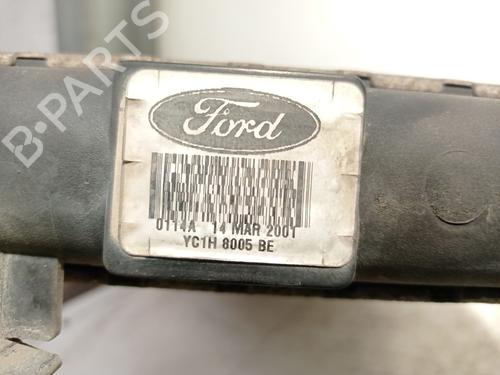 B-PARTS
Ford
0114A 14 MAR 2001
YC1H 8005 BE